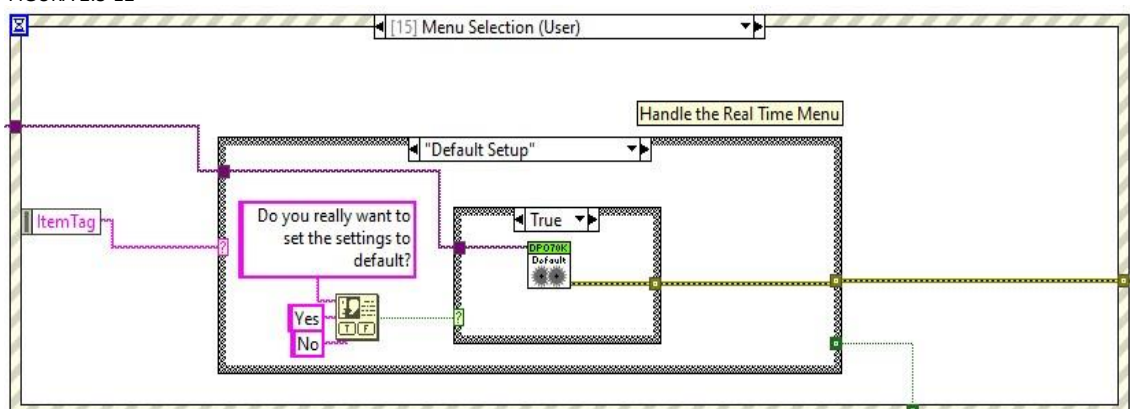 [15] Menu Selection (User)
Handle the Real Time Menu
"Default Setup"
ItemTag
Do you really want to
set the settings to
default?
True
DPO70K
Default
Yes
T F
No
?
?